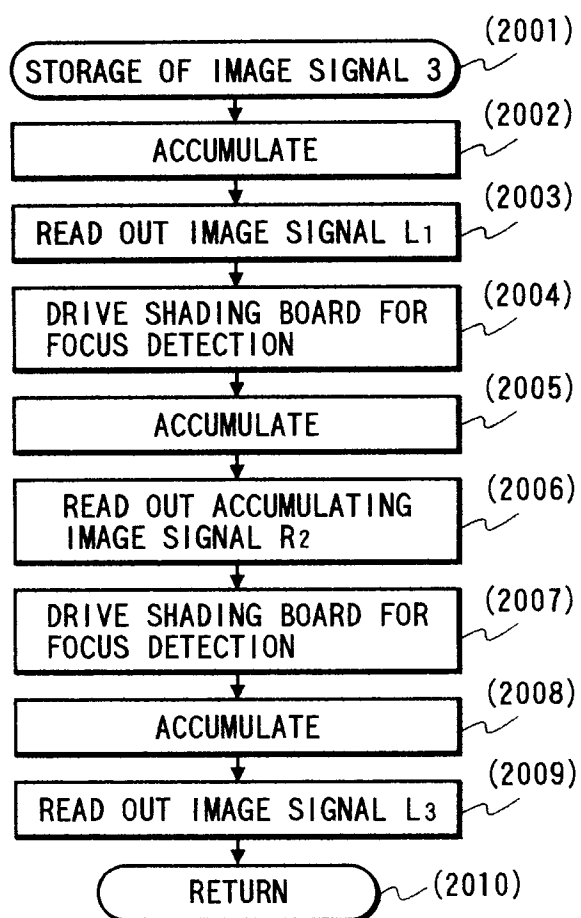 (2001)
STORAGE OF IMAGE SIGNAL 3
(2002)
ACCUMULATE
(2003)
READ OUT IMAGE SIGNAL L1
(2004)
DRIVE SHADING BOARD FOR
FOCUS DETECTION
(2005)
ACCUMULATE
(2006)
READ OUT ACCUMULATING
IMAGE SIGNAL R2
(2007)
DRIVE SHADING BOARD FOR
FOCUS DETECTION
(2008)
ACCUMULATE
(2009)
READ OUT IMAGE SIGNAL L3
RETURN
(2010)